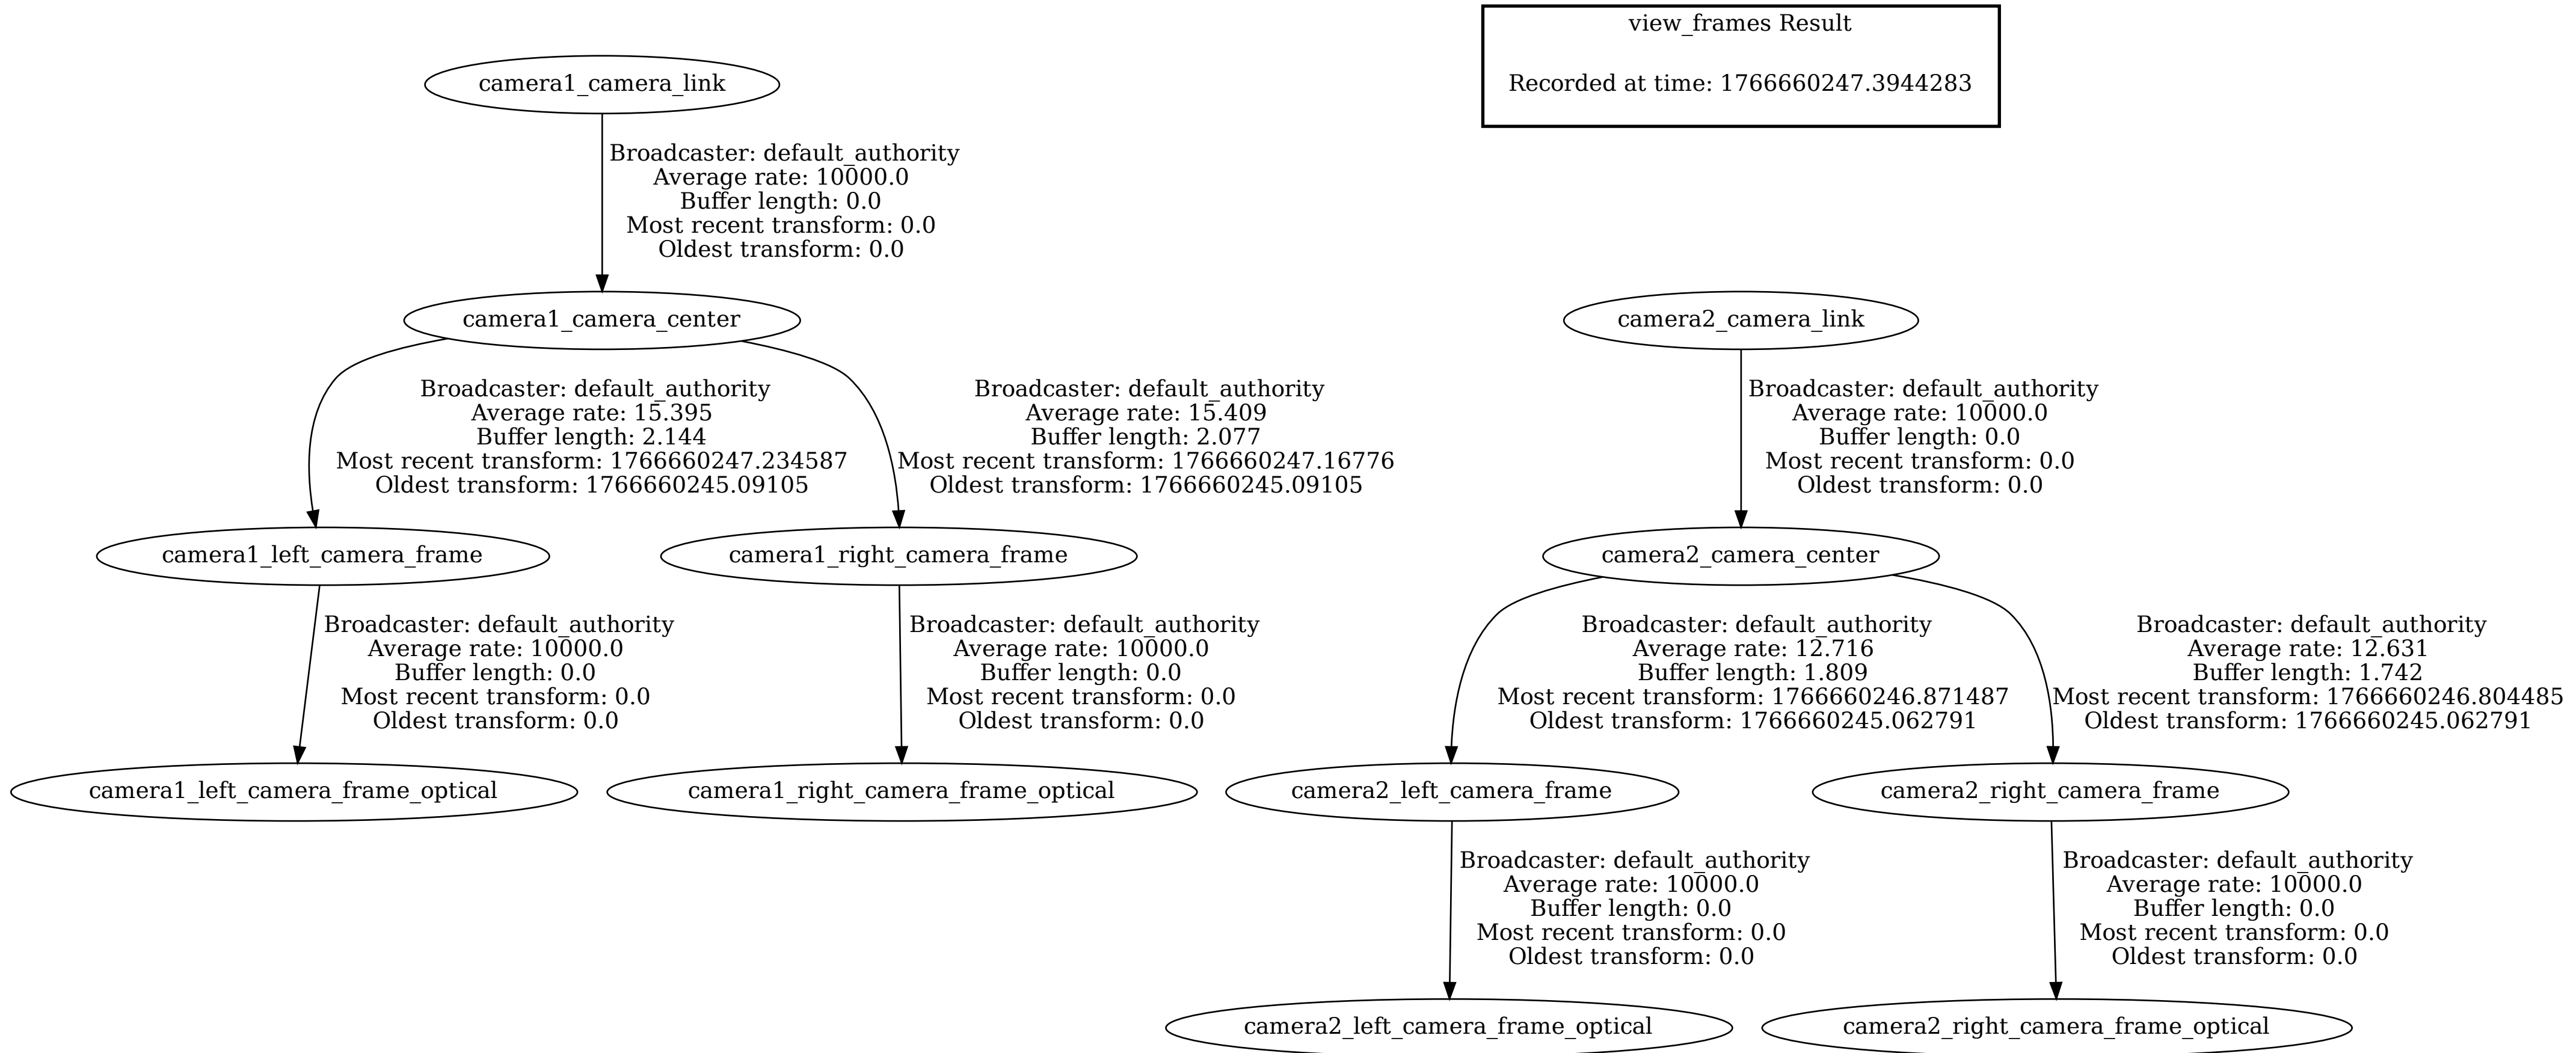 view_frames Result
Recorded at time: 1766660247.3944283
camera1_camera_link
Broadcaster: default_authority
Average rate: 10000.0
Buffer length: 0.0
Most recent transform: 0.0
Oldest transform: 0.0
camera1_camera_center
Broadcaster: default_authority
Average rate: 15.395
Buffer length: 2.144
Most recent transform: 1766660247.234587
Oldest transform: 1766660245.09105
Broadcaster: default_authority
Average rate: 15.409
Buffer length: 2.077
Most recent transform: 1766660247.16776
Oldest transform: 1766660245.09105
camera1_left_camera_frame
camera1_right_camera_frame
Broadcaster: default_authority
Average rate: 10000.0
Buffer length: 0.0
Most recent transform: 0.0
Oldest transform: 0.0
Broadcaster: default_authority
Average rate: 10000.0
Buffer length: 0.0
Most recent transform: 0.0
Oldest transform: 0.0
camera1_left_camera_frame_optical
camera1_right_camera_frame_optical
camera2_camera_link
Broadcaster: default_authority
Average rate: 10000.0
Buffer length: 0.0
Most recent transform: 0.0
Oldest transform: 0.0
camera2_camera_center
Broadcaster: default_authority
Average rate: 12.716
Buffer length: 1.809
Most recent transform: 1766660246.871487
Oldest transform: 1766660245.062791
Broadcaster: default_authority
Average rate: 12.631
Buffer length: 1.742
Most recent transform: 1766660246.804485
Oldest transform: 1766660245.062791
camera2_left_camera_frame
camera2_right_camera_frame
Broadcaster: default_authority
Average rate: 10000.0
Buffer length: 0.0
Most recent transform: 0.0
Oldest transform: 0.0
Broadcaster: default_authority
Average rate: 10000.0
Buffer length: 0.0
Most recent transform: 0.0
Oldest transform: 0.0
camera2_left_camera_frame_optical
camera2_right_camera_frame_optical